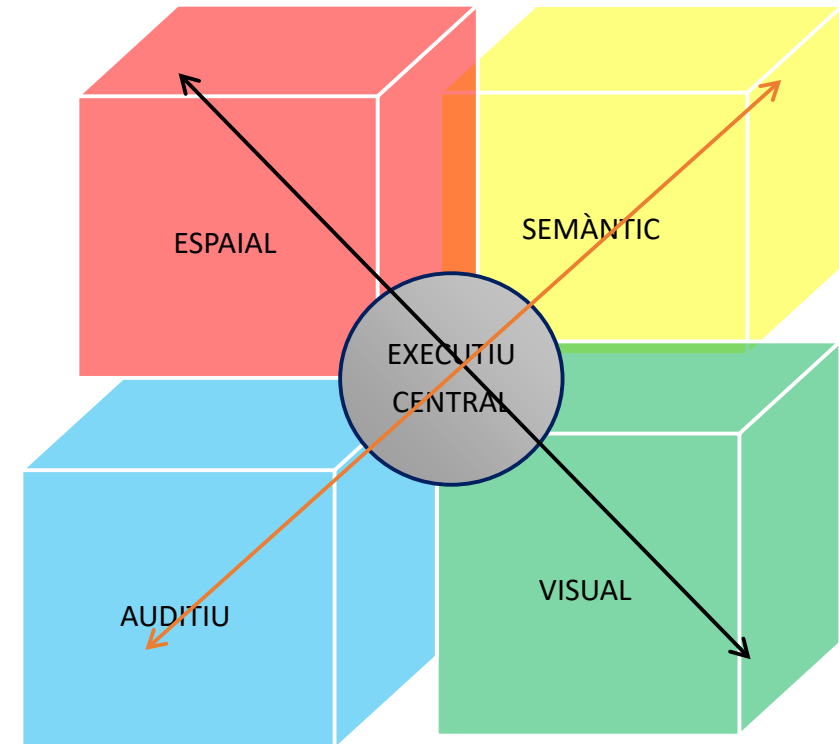 ESPAIAL
SEMÀNTIC
EXECUTIU
CENTRAL
AUDITIU
VISUAL